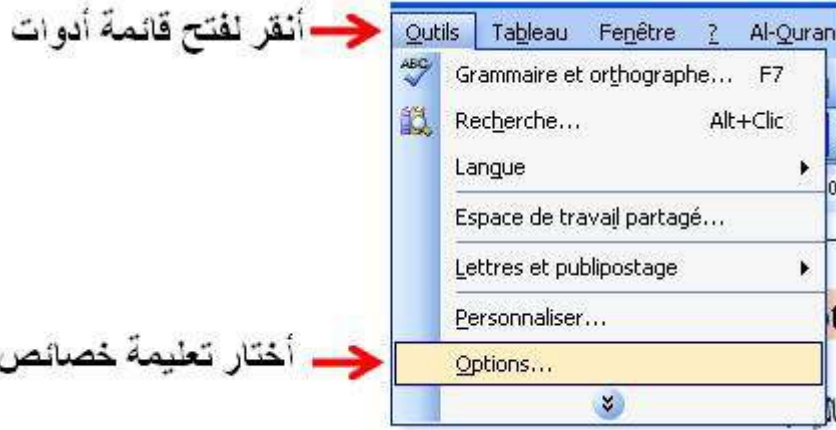 أنقر لفتح قائمة أدوات
Outils Tableau Fenêtre ? Al-Quran
ABC Grammaire et orthographe... F7
Recherche... Alt+Clic
Langue
Espace de travail partagé...
Lettres et publipostage
Personnaliser...
أختار تعليمة خصائص
Options...